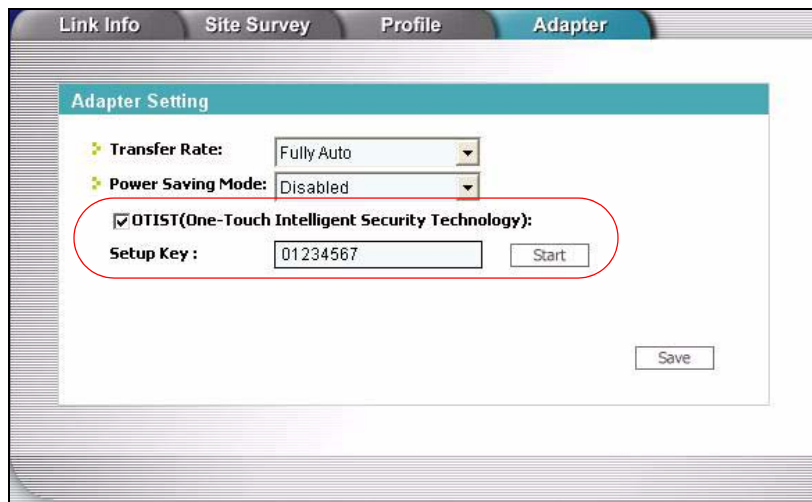 Link Info Site Survey Profile Adapter
Adapter Setting
Transfer Rate: Fully Auto
Power Saving Mode: Disabled
OTIST(One-Touch Intelligent Security Technology):
Setup Key : 01234567 Start
Save